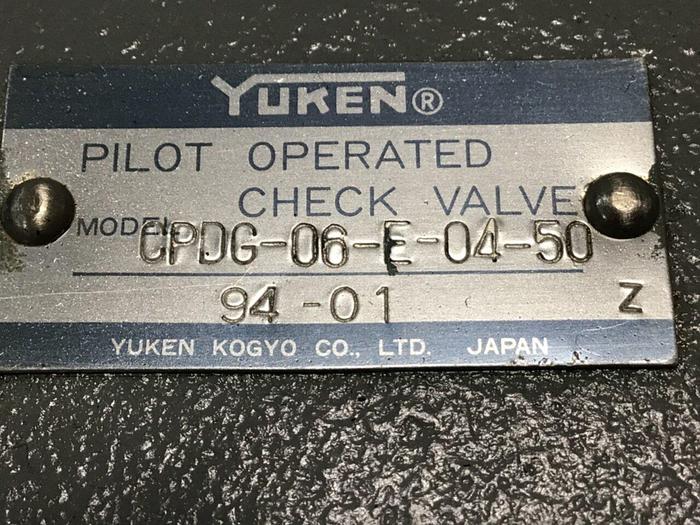 YUKEN®
PILOT OPERATED
CHECK VALVE
MODEL CPDG-06-E-04-50
94-01 Z
YUKEN KOGYO CO., LTD. JAPAN